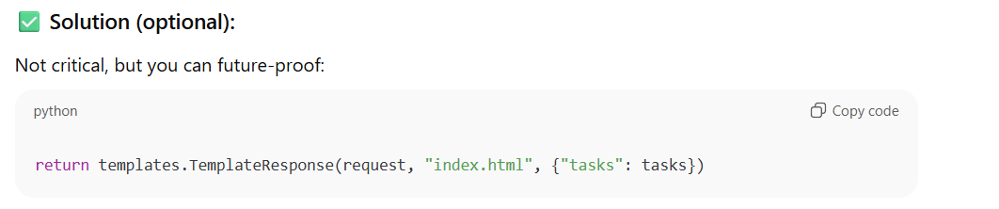 ✅ Solution (optional):
Not critical, but you can future-proof:
python
Copy code
return templates.TemplateResponse(request, "index.html", {"tasks": tasks})